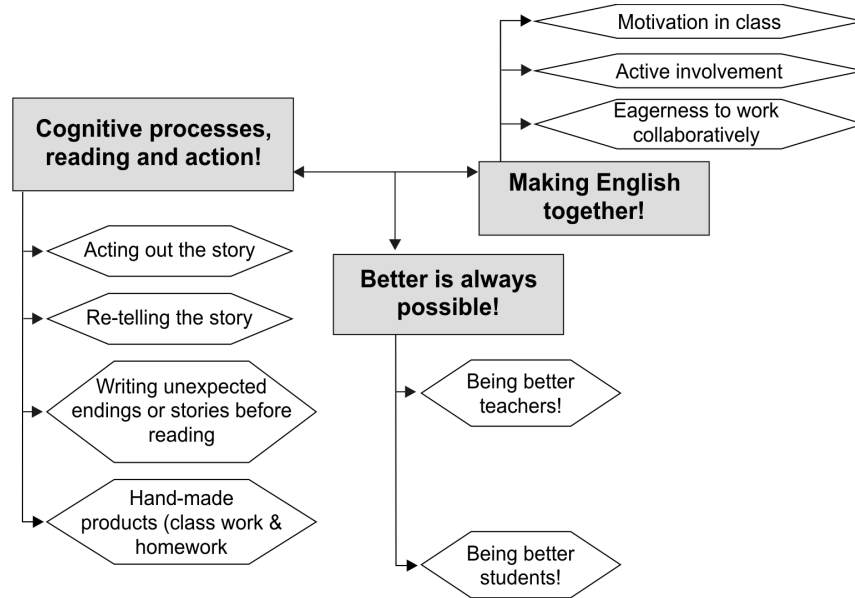 Motivation in class
Active involvement
Eagerness to work
collaboratively
Cognitive processes,
reading and action!
Making English
together!
Acting out the story
Better is always
possible!
Re-telling the story
Writing unexpected
endings or stories before
reading
Being better
teachers!
Hand-made
products (class work &
homework
Being better
students!